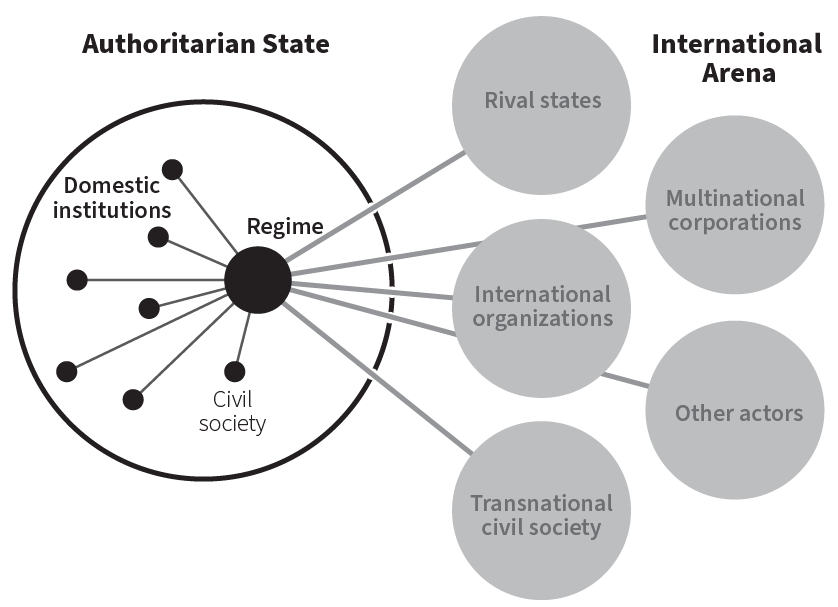 Authoritarian State
International
Arena
Rival states
Domestic
institutions
Regime
Multinational
corporations
International
organizations
Civil
society
Other actors
Transnational
civil society